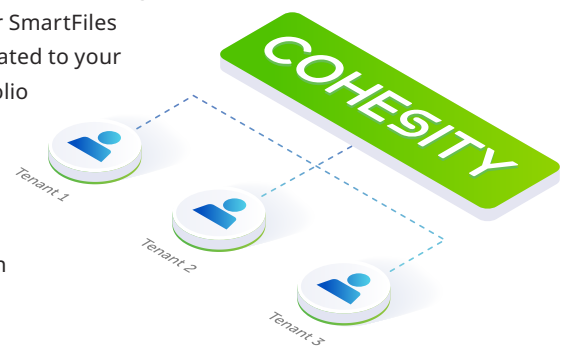 r SmartFiles
ated to your
olio
COHESITY
Tenant 1
Tenant 2
n
Tenant 3